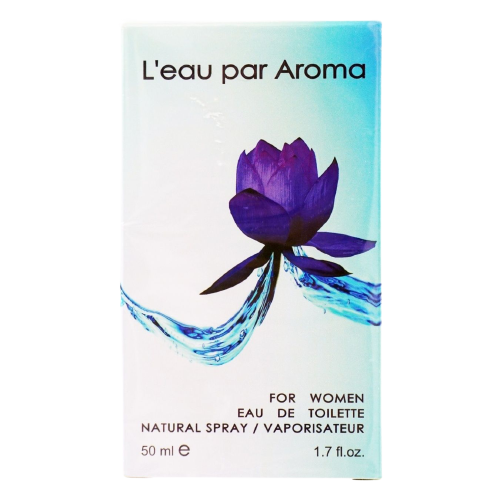 L'eau par Aroma
FOR WOMEN
EAU DE TOILETTE
NATURAL SPRAY / VAPORISATEUR
50 ml ℮ 1.7 fl.oz.